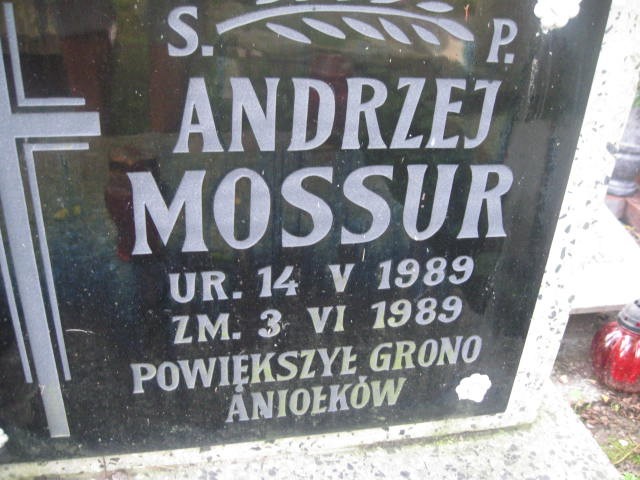 Ś. P.
ANDRZEJ
MOSSUR
UR. 14 V 1989
ZM. 3 VI 1989
POWIĘKSZYŁ GRONO
ANIOŁKÓW